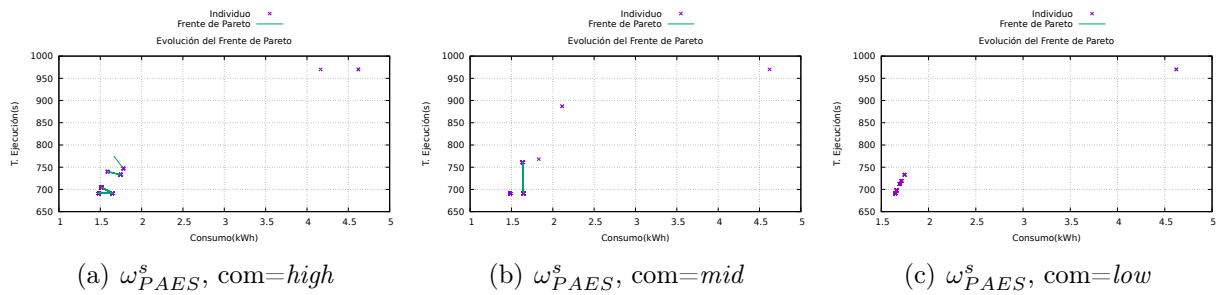 Individuo
Frente de Pareto
Evolución del Frente de Pareto
T. Ejecución(s)
1000
950
900
850
800
750
700
650
1 1.5 2 2.5 3 3.5 4 4.5 5
Consumo(kWh)
(a) ω^s_PAES, com=high
Individuo
Frente de Pareto
Evolución del Frente de Pareto
T. Ejecución(s)
1000
950
900
850
800
750
700
650
1 1.5 2 2.5 3 3.5 4 4.5 5
Consumo(kWh)
(b) ω^s_PAES, com=mid
Individuo
Frente de Pareto
Evolución del Frente de Pareto
T. Ejecución(s)
1000
950
900
850
800
750
700
650
1.5 2 2.5 3 3.5 4 4.5 5
Consumo(kWh)
(c) ω^s_PAES, com=low